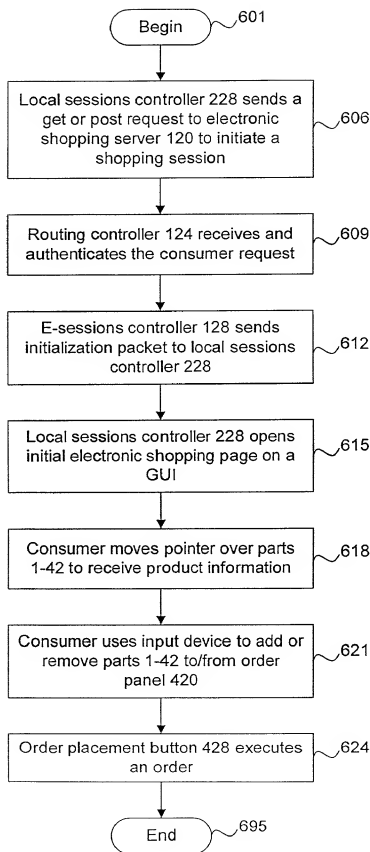 Begin
601
Local sessions controller 228 sends a
get or post request to electronic
shopping server 120 to initiate a
shopping session
606
Routing controller 124 receives and
authenticates the consumer request
609
E-sessions controller 128 sends
initialization packet to local sessions
controller 228
612
Local sessions controller 228 opens
initial electronic shopping page on a
GUI
615
Consumer moves pointer over parts
1-42 to receive product information
618
Consumer uses input device to add or
remove parts 1-42 to/from order
panel 420
621
Order placement button 428 executes
an order
624
End
695